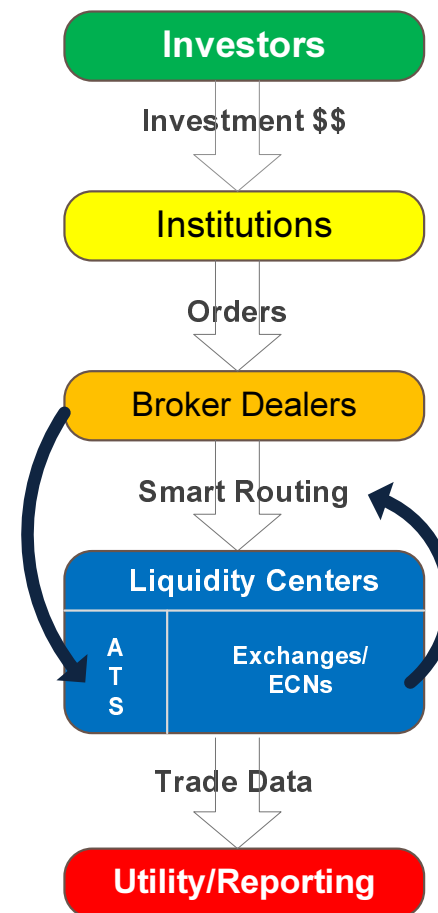 Investors
Investment $$
Institutions
Orders
Broker Dealers
Smart Routing
Liquidity Centers
A
T
S
Exchanges/
ECNs
Trade Data
Utility/Reporting